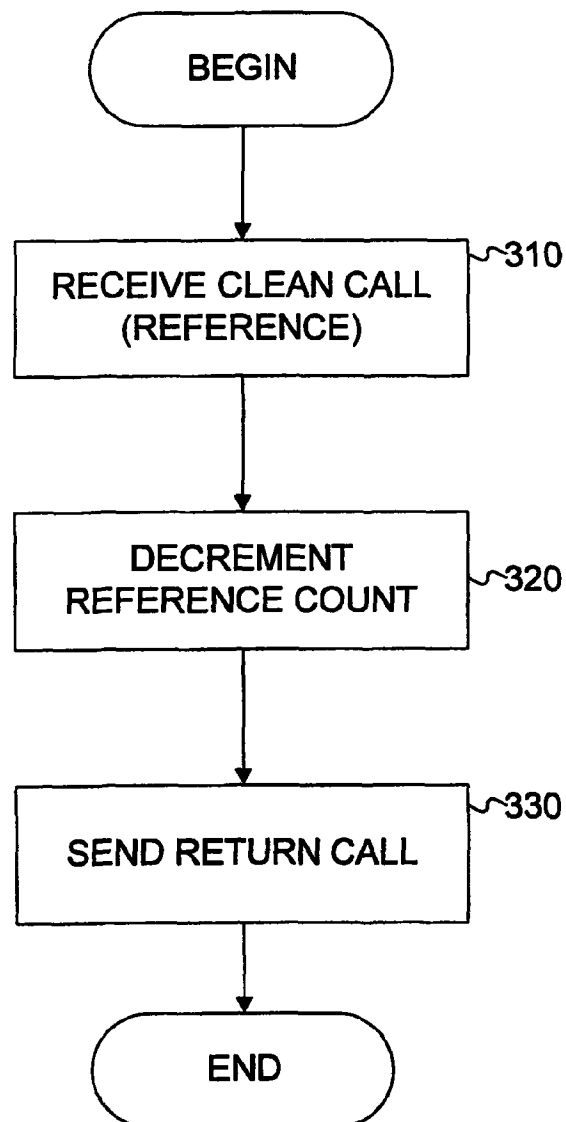 BEGIN
RECEIVE CLEAN CALL
(REFERENCE)
310
DECREMENT
REFERENCE COUNT
320
SEND RETURN CALL
330
END